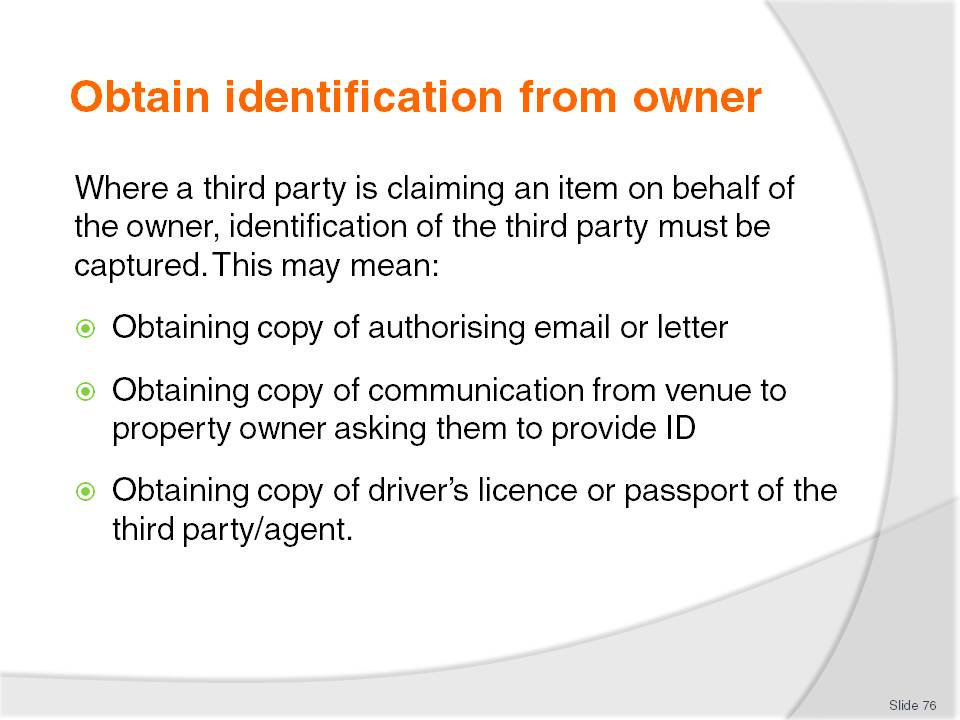 Obtain identification from owner
Where a third party is claiming an item on behalf of
the owner, identification of the third party must be
captured. This may mean:
Obtaining copy of authorising email or letter
Obtaining copy of communication from venue to
property owner asking them to provide ID
Obtaining copy of driver’s licence or passport of the
third party/agent.
Slide 76